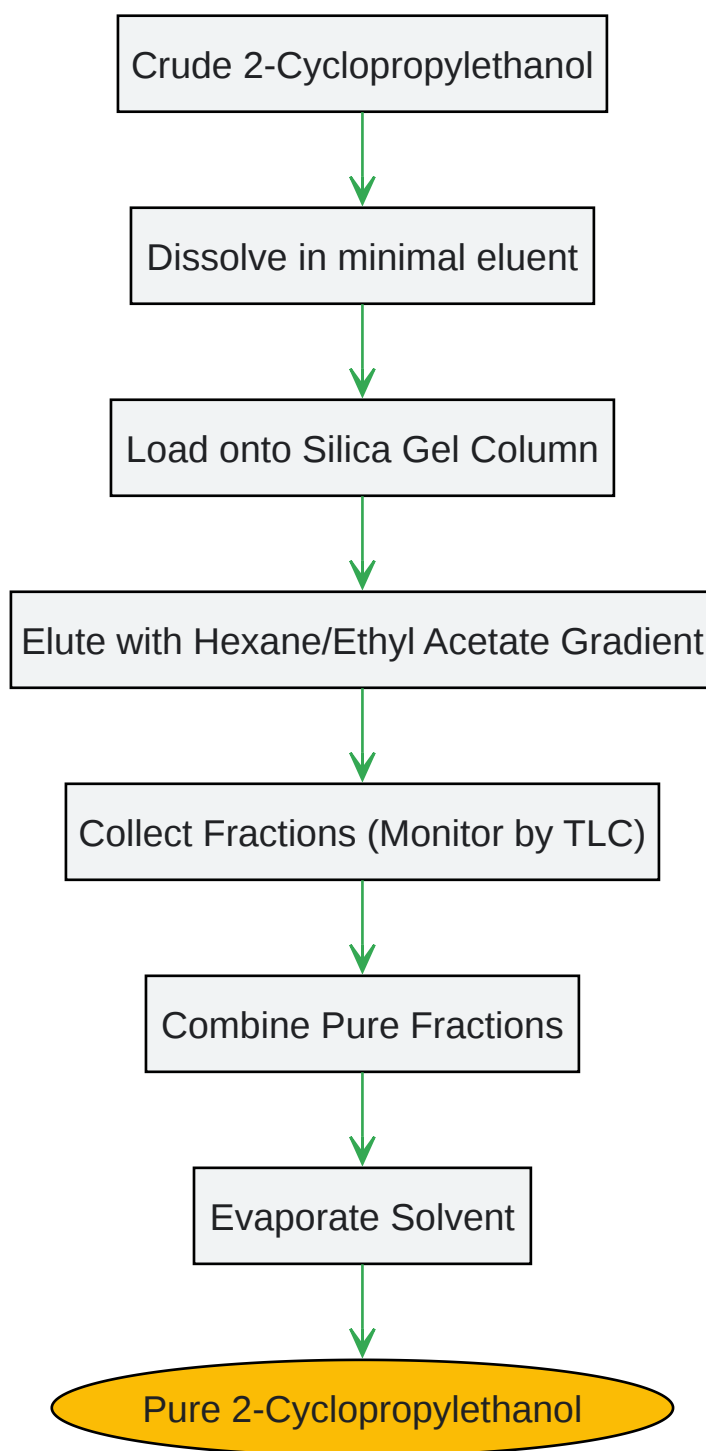 Crude 2-Cyclopropylethanol
Dissolve in minimal eluent
Load onto Silica Gel Column
Elute with Hexane/Ethyl Acetate Gradient
Collect Fractions (Monitor by TLC)
Combine Pure Fractions
Evaporate Solvent
Pure 2-Cyclopropylethanol